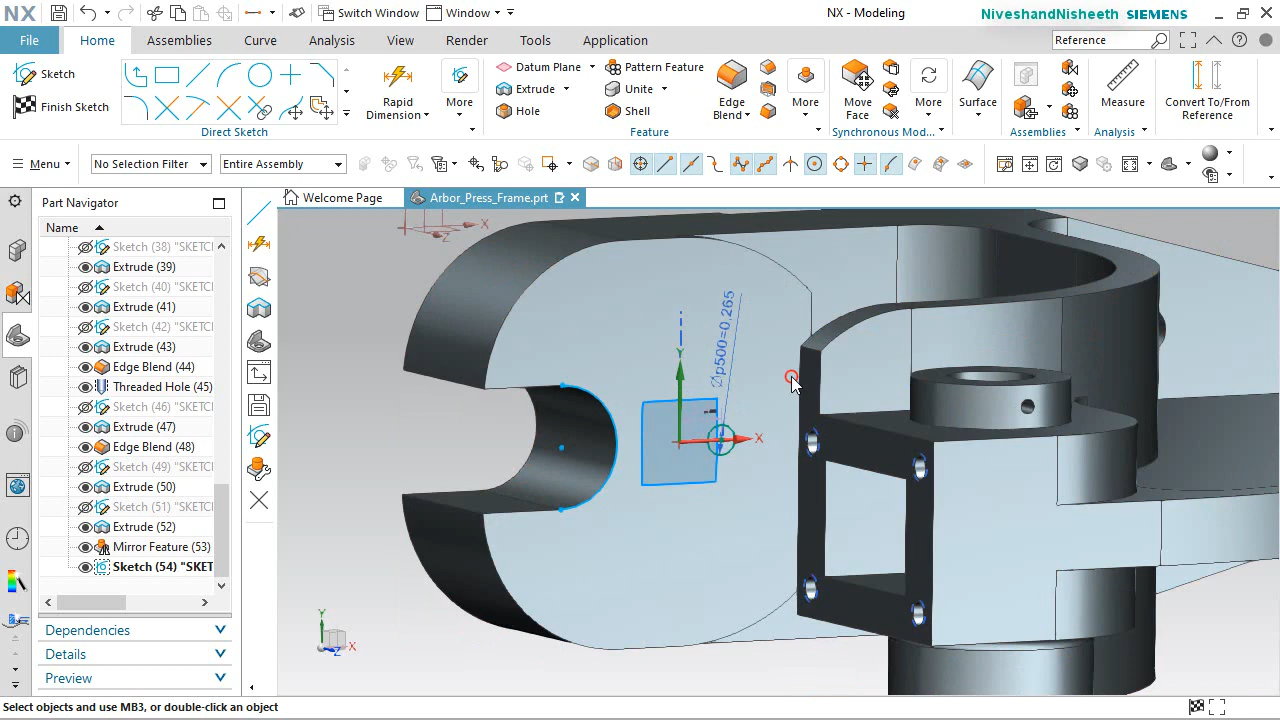 NX
Switch Window
Window
NX - Modeling
NiveshandNisheeth SIEMENS
File
Home
Assemblies
Curve
Analysis
View
Render
Tools
Application
Reference
Sketch
Finish Sketch
Direct Sketch
Rapid Dimension
More
Datum Plane
Extrude
Hole
Pattern Feature
Unite
Shell
Edge Blend
More
Feature
Move Face
More
Synchronous Mod...
Surface
Assemblies
Measure
Analysis
Convert To/From Reference
Menu
No Selection Filter
Entire Assembly
Part Navigator
Name
Sketch (38) "SKETC
Extrude (39)
Sketch (40) "SKETC
Extrude (41)
Sketch (42) "SKETC
Extrude (43)
Edge Blend (44)
Threaded Hole (45)
Sketch (46) "SKETC
Extrude (47)
Edge Blend (48)
Sketch (49) "SKETC
Extrude (50)
Sketch (51) "SKETC
Extrude (52)
Mirror Feature (53)
Sketch (54) "SKET
Dependencies
Details
Preview
Welcome Page
Arbor_Press_Frame.prt
X
Z
Øp500=0,265
Y
X
Y
X
Z
Select objects and use MB3, or double-click an object